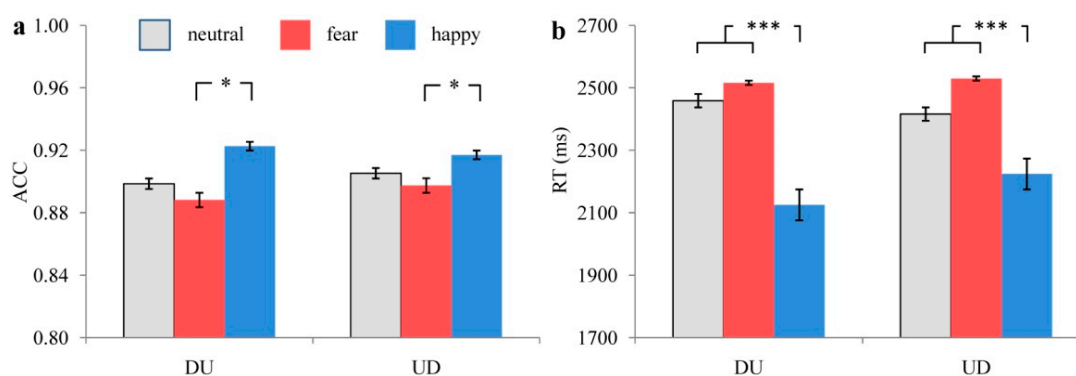 a
1.00
0.96
0.92
0.88
0.84
0.80
ACC
neutral
fear
happy
*
*
DU
UD
b
2700
2500
2300
2100
1900
1700
RT (ms)
***
***
DU
UD